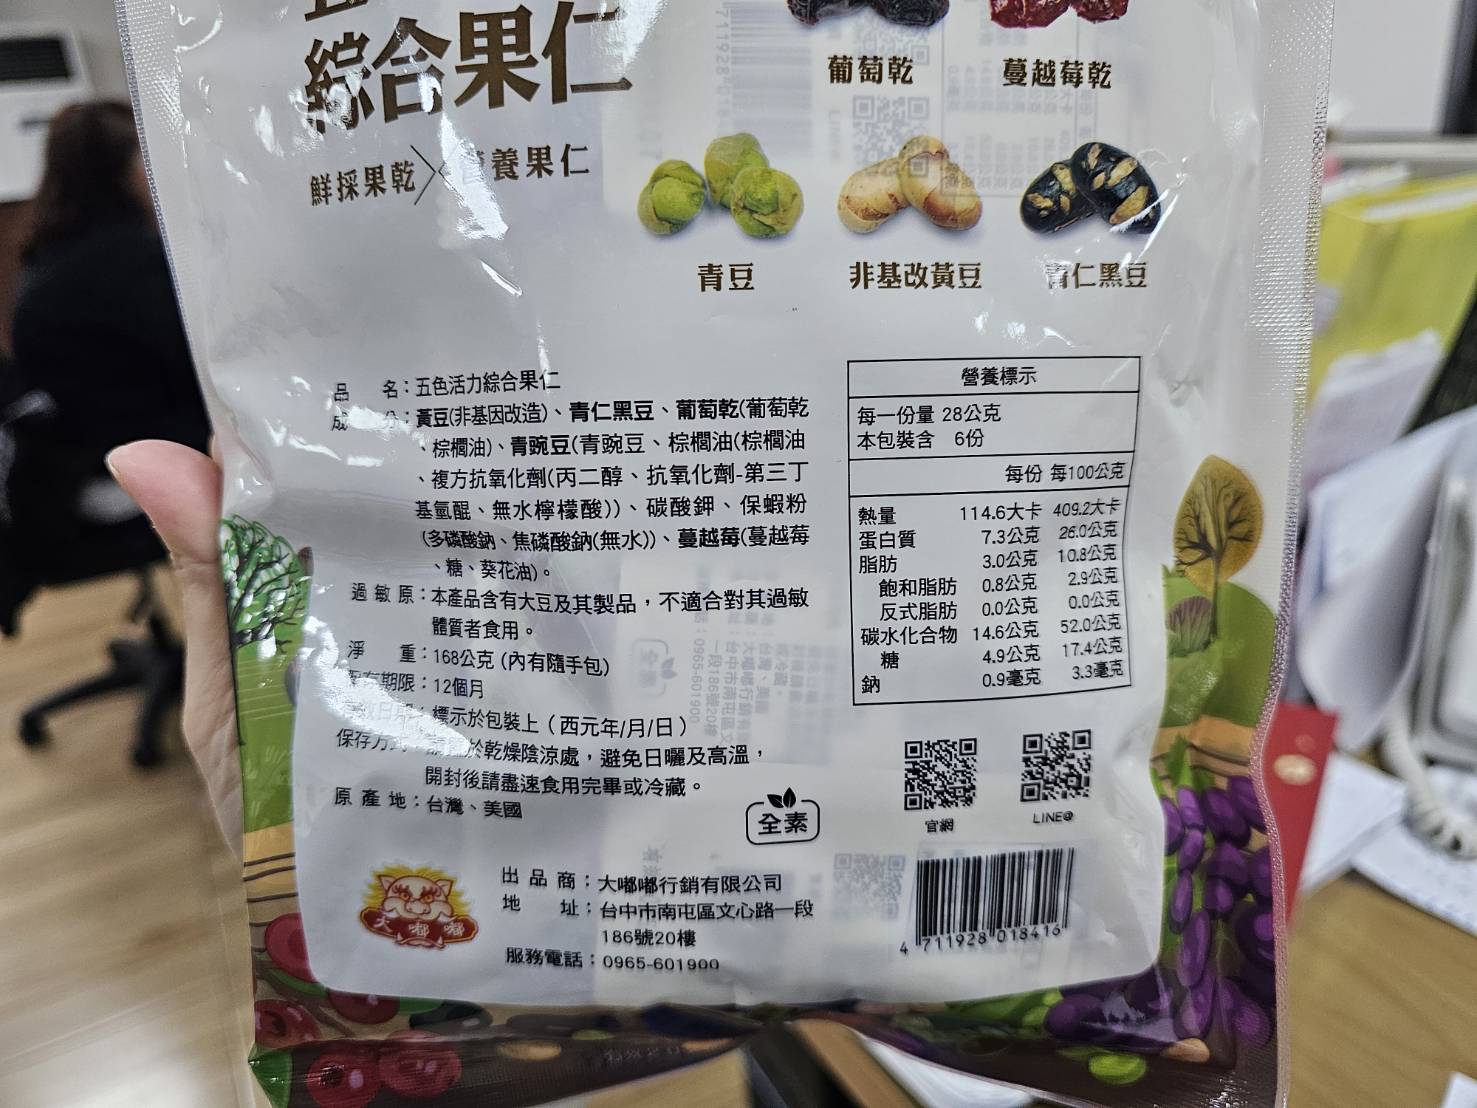 綜合果仁
鮮採果乾 養果仁
葡萄乾
蔓越莓乾
青豆
非基改黃豆
青仁黑豆
品 名：五色活力綜合果仁
成 分：黃豆(非基因改造)、青仁黑豆、葡萄乾(葡萄乾
、棕櫚油)、青豌豆(青豌豆、棕櫚油(棕櫚油
、複方抗氧化劑(丙二醇、抗氧化劑-第三丁
基氫醌、無水檸檬酸))、碳酸鉀、保蝦粉
(多磷酸鈉、焦磷酸鈉(無水))、蔓越莓(蔓越莓
、糖、葵花油)。
過敏原：本產品含有大豆及其製品，不適合對其過敏
體質者食用。
淨 重：168公克 (內有隨手包)
期限：12個月
標示於包裝上（西元年/月/日）
保存方 於乾燥陰涼處，避免日曬及高溫，
開封後請盡速食用完畢或冷藏。
原產地：台灣、美國
全素
大嘟嘟
出品商：大嘟嘟行銷有限公司
地 址：台中市南屯區文心路一段
186號20樓
服務電話：0965-601900
營養標示
每一份量 28公克
本包裝含 6份
每份 每100公克
熱量 114.6大卡 409.2大卡
蛋白質 7.3公克 26.0公克
脂肪 3.0公克 10.8公克
飽和脂肪 0.8公克 2.9公克
反式脂肪 0.0公克 0.0公克
碳水化合物 14.6公克 52.0公克
糖 4.9公克 17.4公克
鈉 0.9毫克 3.3毫克
官網
LINE@
4 711928 018416